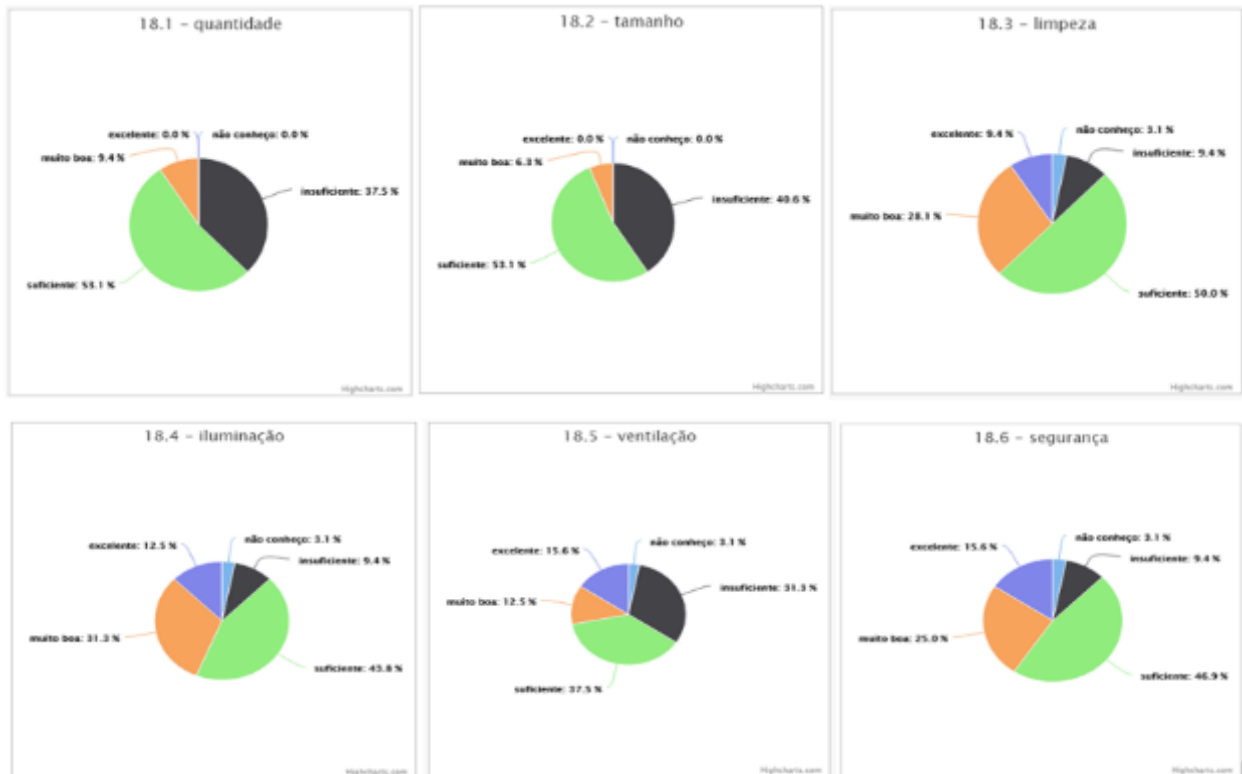 18.1 – quantidade
excelente: 0.0 %
não conheço: 0.0 %
muito boa: 9.4 %
insuficiente: 37.5 %
suficiente: 53.1 %
Highcharts.com
18.2 – tamanho
excelente: 0.0 %
não conheço: 0.0 %
muito boa: 6.3 %
insuficiente: 40.6 %
suficiente: 53.1 %
Highcharts.com
18.3 – limpeza
excelente: 9.4 %
não conheço: 3.1 %
insuficiente: 9.4 %
muito boa: 28.1 %
suficiente: 50.0 %
Highcharts.com
18.4 – iluminação
não conheço: 3.1 %
excelente: 12.5 %
insuficiente: 9.4 %
muito boa: 31.3 %
suficiente: 43.8 %
Highcharts.com
18.5 – ventilação
não conheço: 3.1 %
excelente: 15.6 %
insuficiente: 31.3 %
muito boa: 12.5 %
suficiente: 37.5 %
Highcharts.com
18.6 – segurança
não conheço: 3.1 %
excelente: 15.6 %
insuficiente: 9.4 %
muito boa: 25.0 %
suficiente: 46.9 %
Highcharts.com